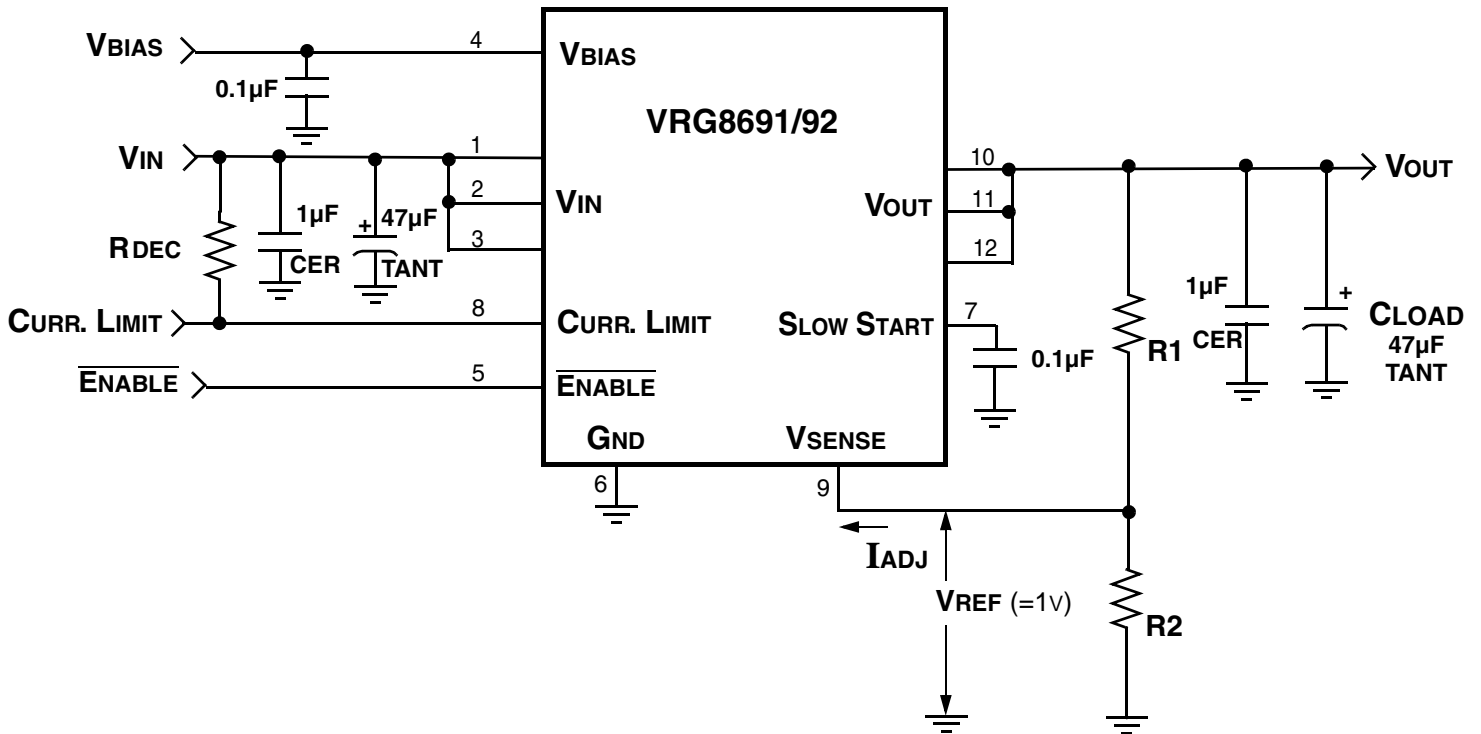 VBIAS
4
VBIAS
0.1µF
VRG8691/92
VIN
1
2
3
VIN
1µF
CER
+
47µF
TANT
RDEC
10
11
12
VOUT
VOUT
CURR. LIMIT
8
CURR. LIMIT
SLOW START
7
0.1µF
R1
1µF
CER
+
CLOAD
47µF
TANT
ENABLE
5
ENABLE
GND
6
VSENSE
9
IADJ
VREF (=1V)
R2